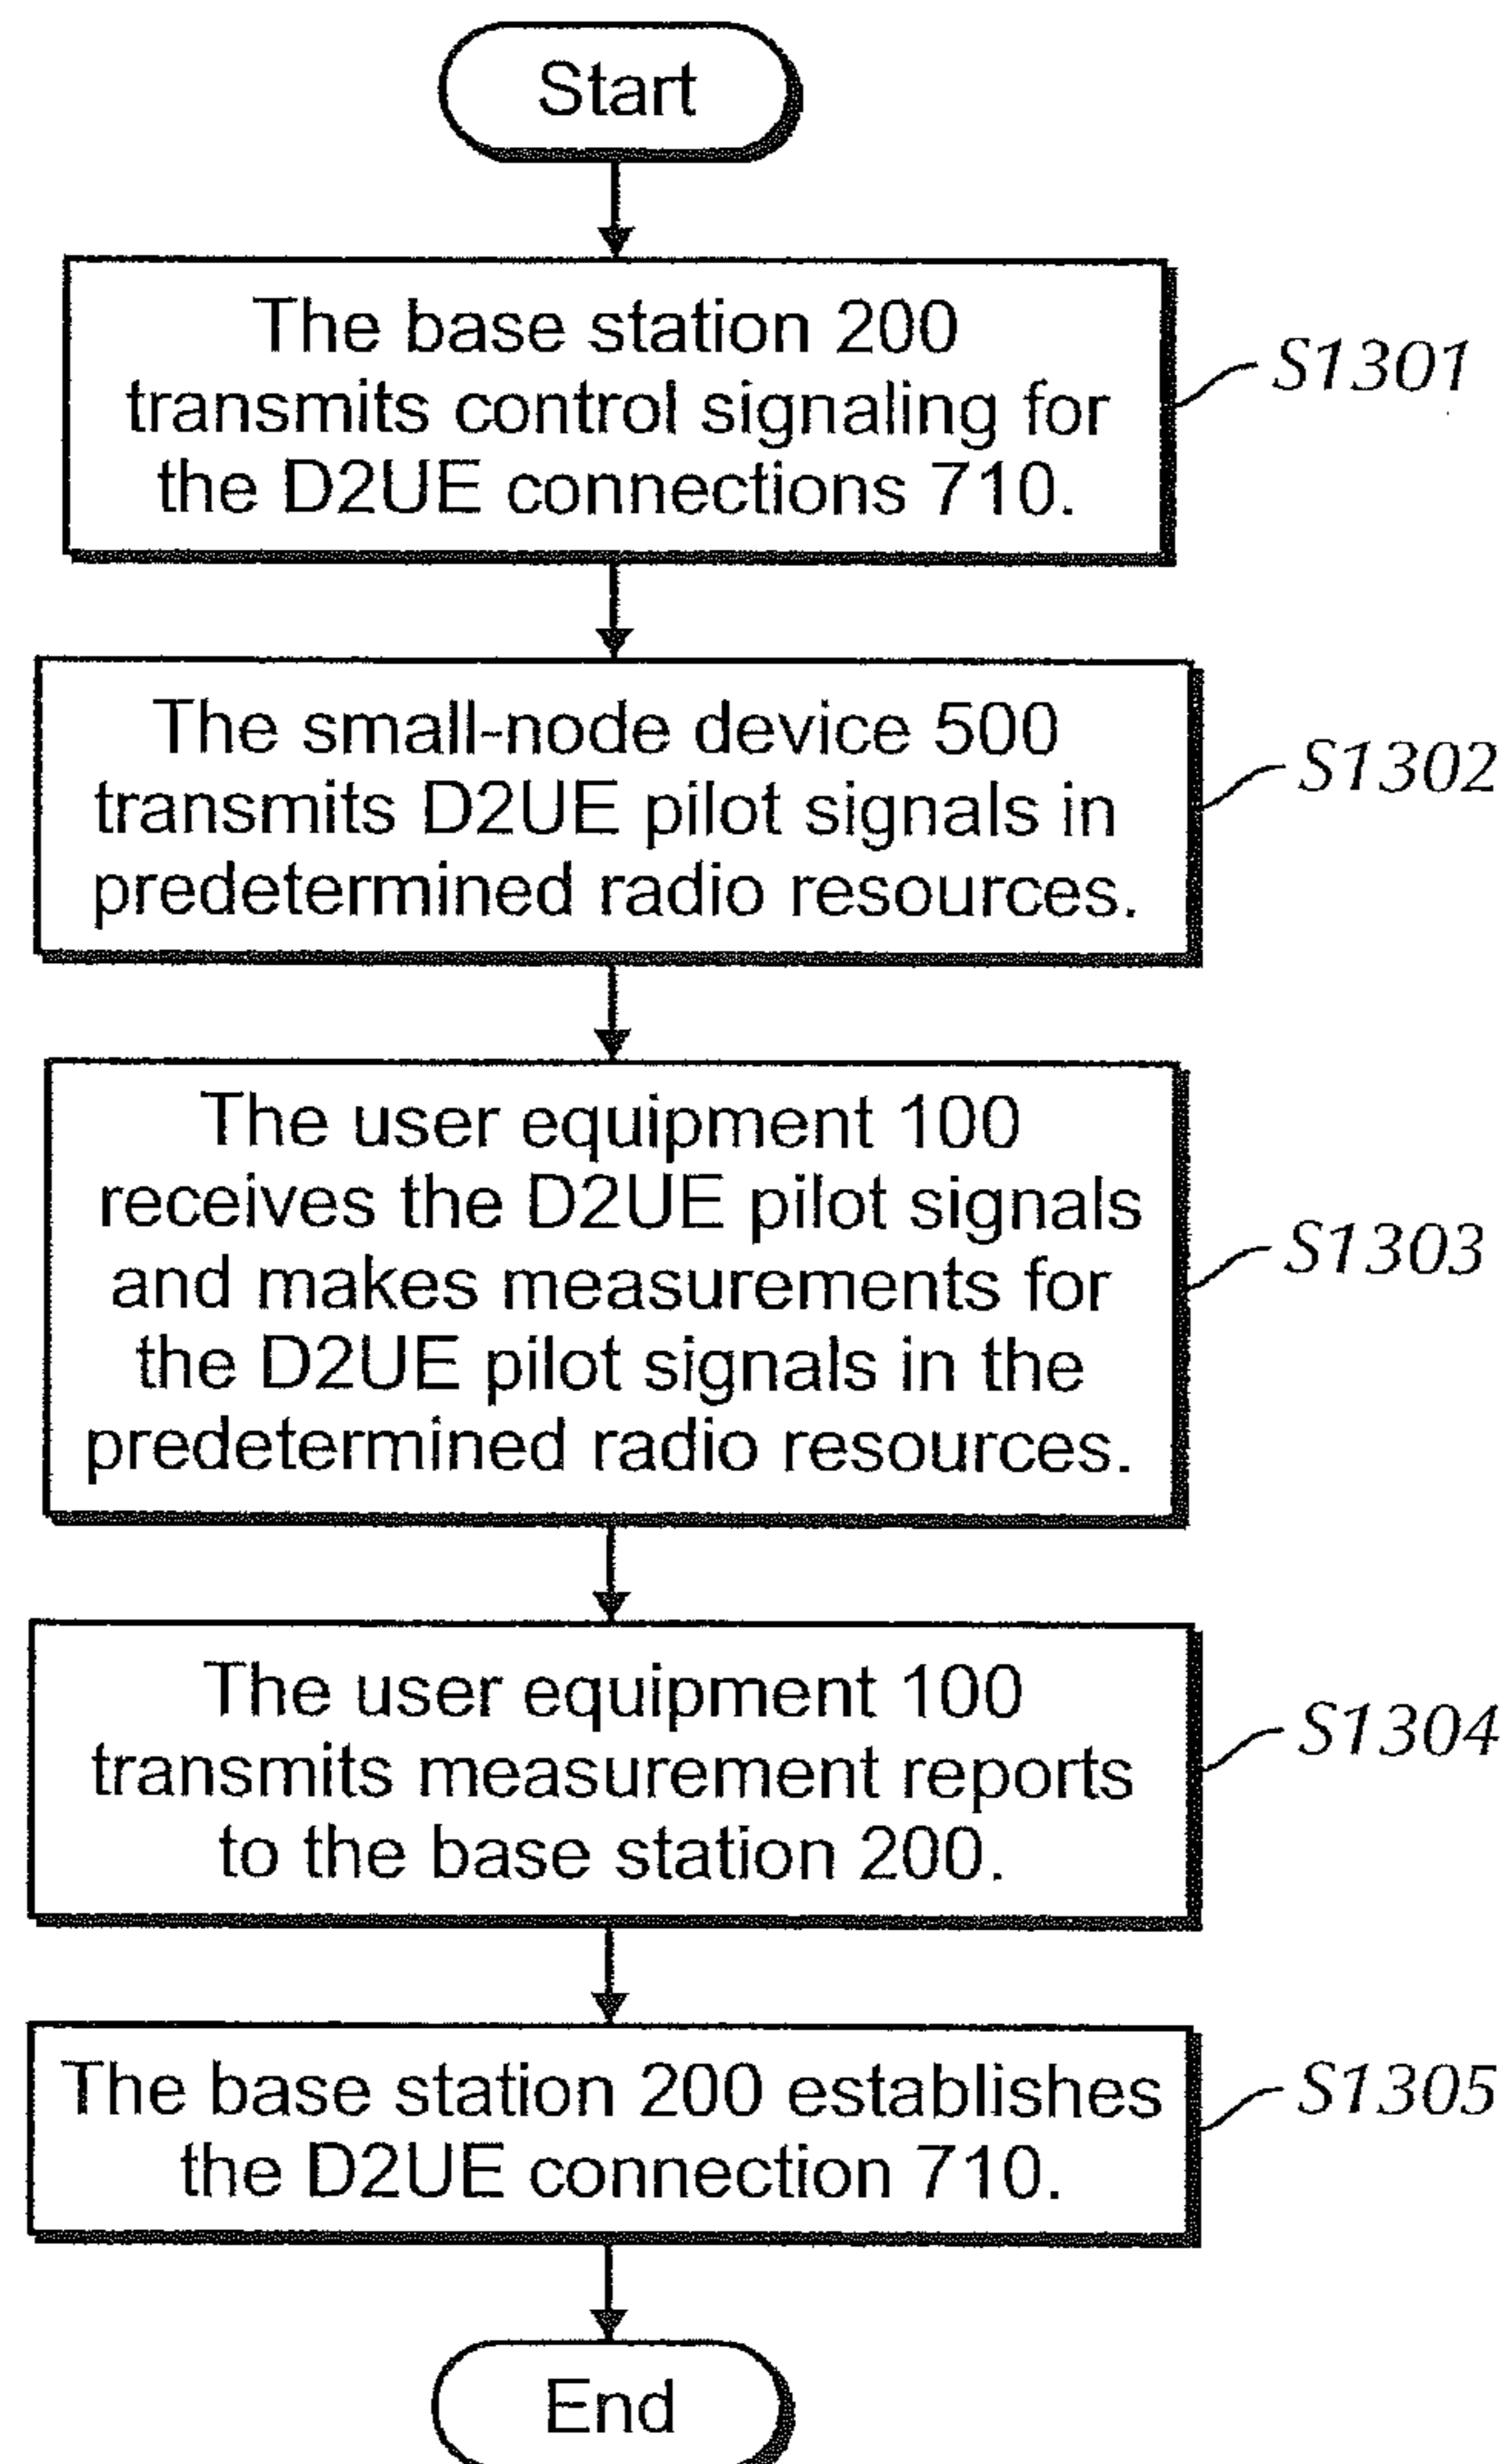 Start
The base station 200
transmits control signaling for
the D2UE connections 710.
S1301
The small-node device 500
transmits D2UE pilot signals in
predetermined radio resources.
S1302
The user equipment 100
receives the D2UE pilot signals
and makes measurements for
the D2UE pilot signals in the
predetermined radio resources.
S1303
The user equipment 100
transmits measurement reports
to the base station 200.
S1304
The base station 200 establishes
the D2UE connection 710.
S1305
End